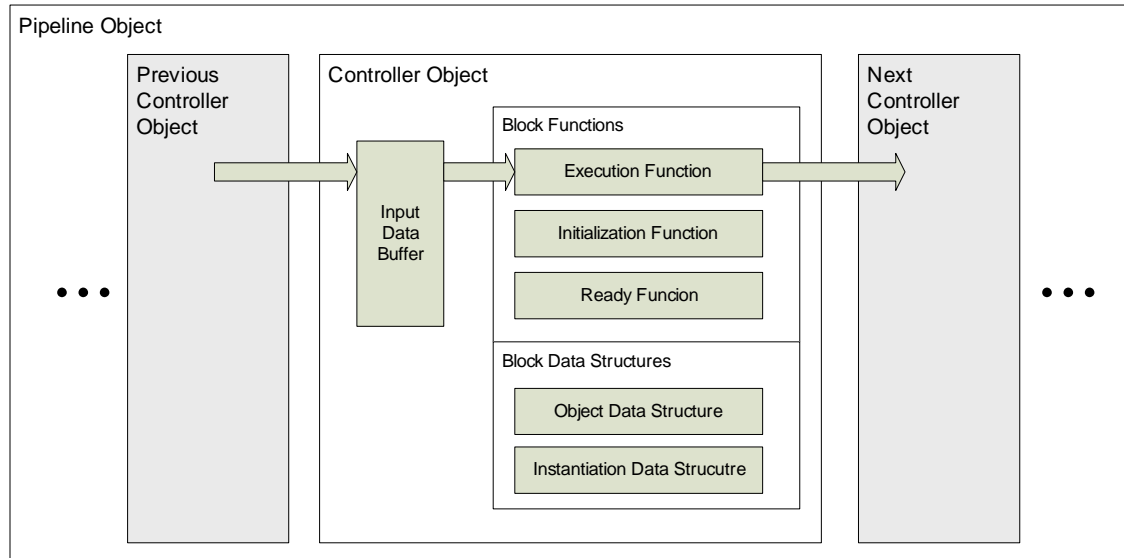 Pipeline Object
Previous
Controller
Object
Controller Object
Next
Controller
Object
Block Functions
Execution Function
Input
Data
Buffer
Initialization Function
Ready Funcion
Block Data Structures
Object Data Structure
Instantiation Data Strucutre